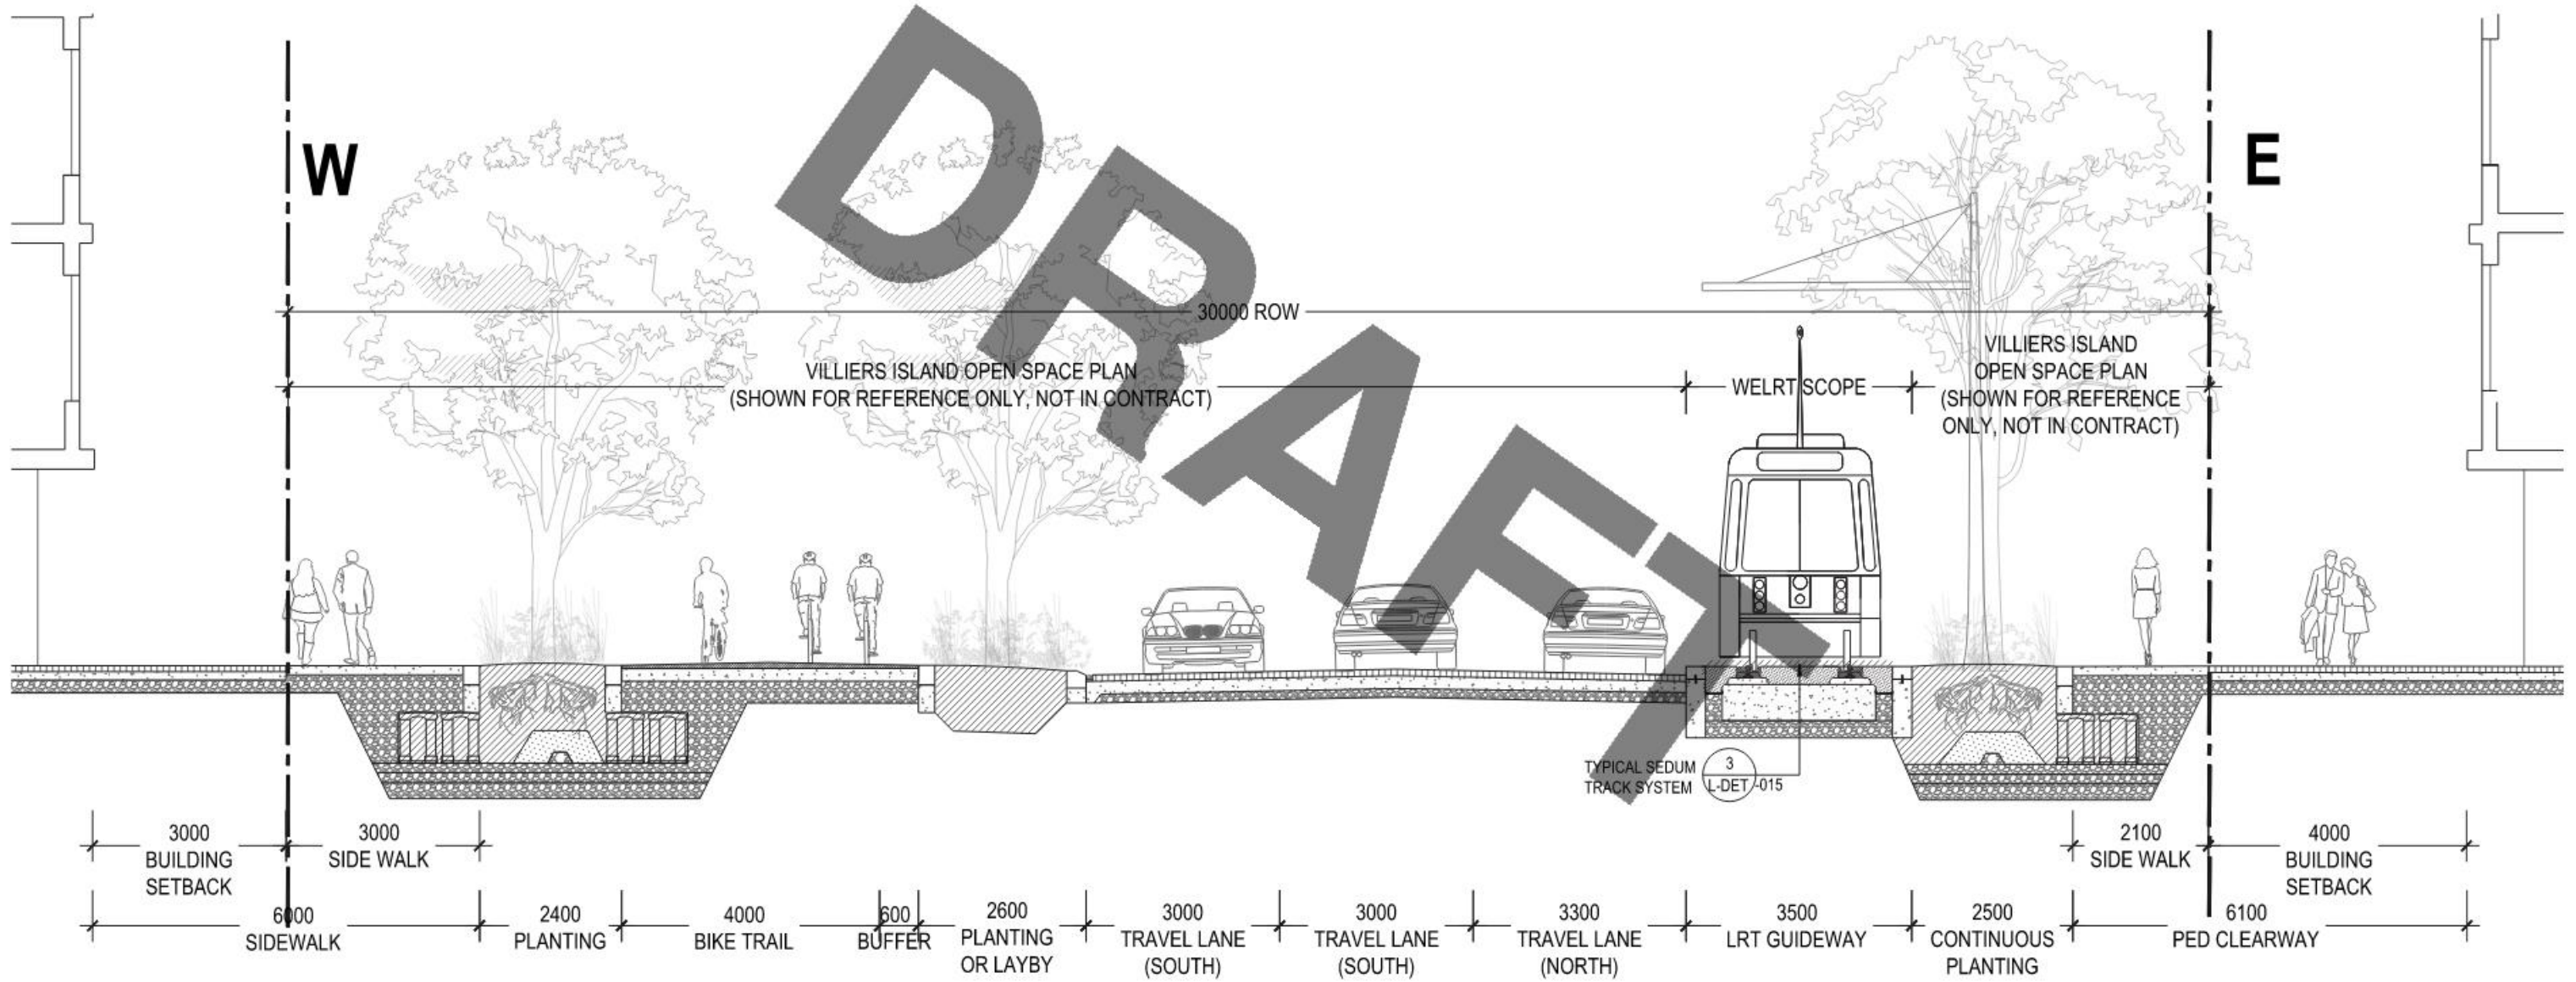 DRAFT
W
E
30000 ROW
VILLIERS ISLAND OPEN SPACE PLAN
(SHOWN FOR REFERENCE ONLY, NOT IN CONTRACT)
WELRT SCOPE
VILLIERS ISLAND
OPEN SPACE PLAN
(SHOWN FOR REFERENCE
ONLY, NOT IN CONTRACT)
TYPICAL SEDUM
TRACK SYSTEM
3
L-DET-015
3000
BUILDING
SETBACK
3000
SIDE WALK
2100
SIDE WALK
4000
BUILDING
SETBACK
6000
SIDEWALK
2400
PLANTING
4000
BIKE TRAIL
600
BUFFER
2600
PLANTING
OR LAYBY
3000
TRAVEL LANE
(SOUTH)
3000
TRAVEL LANE
(SOUTH)
3300
TRAVEL LANE
(NORTH)
3500
LRT GUIDEWAY
2500
CONTINUOUS
PLANTING
6100
PED CLEARWAY